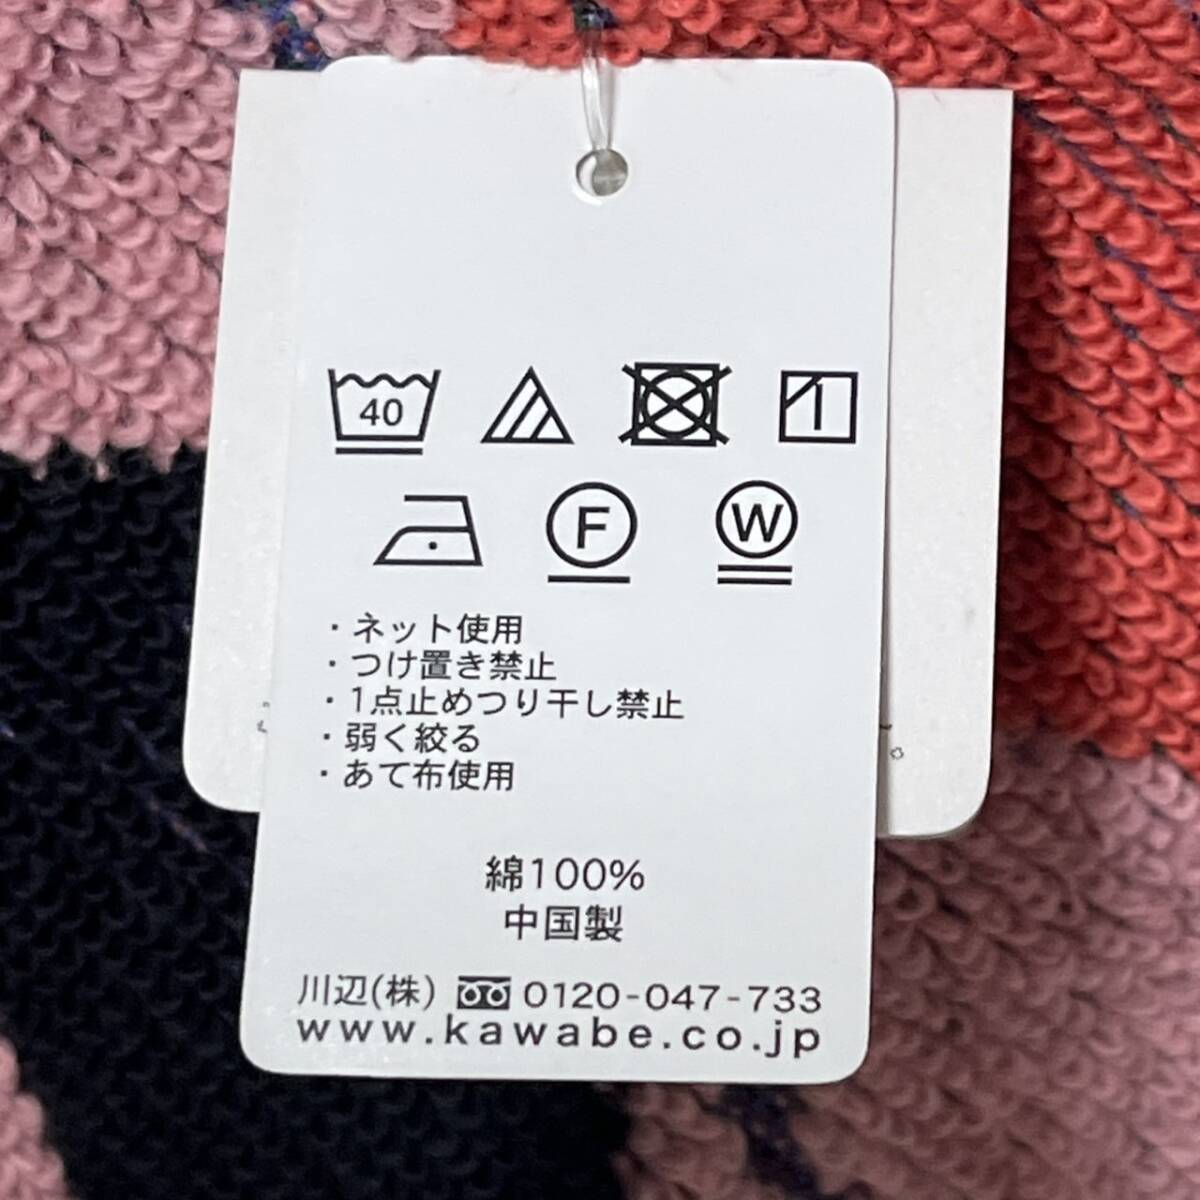 40
F W
・ネット使用
・つけ置き禁止
・1点止めつり干し禁止
・弱く絞る
・あて布使用
綿100%
中国製
川辺(株) 0120-047-733
www.kawabe.co.jp